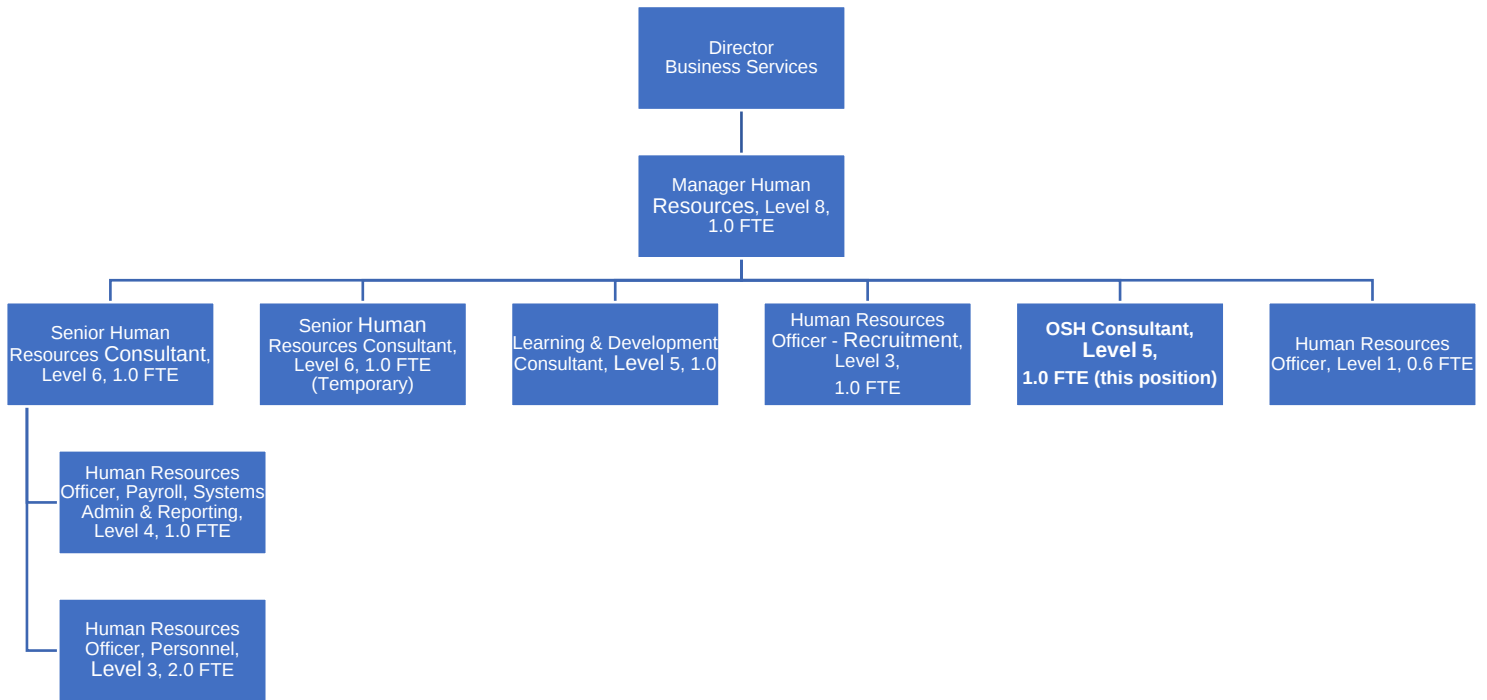 Director
Business Services
Manager Human
Resources, Level 8,
1.0 FTE
Senior Human
Resources Consultant,
Level 6, 1.0 FTE
Senior Human
Resources Consultant,
Level 6, 1.0 FTE
(Temporary)
Learning & Development
Consultant, Level 5, 1.0
Human Resources
Officer - Recruitment,
Level 3,
1.0 FTE
OSH Consultant,
Level 5,
1.0 FTE (this position)
Human Resources
Officer, Level 1, 0.6 FTE
Human Resources
Officer, Payroll, Systems
Admin & Reporting,
Level 4, 1.0 FTE
Human Resources
Officer, Personnel,
Level 3, 2.0 FTE